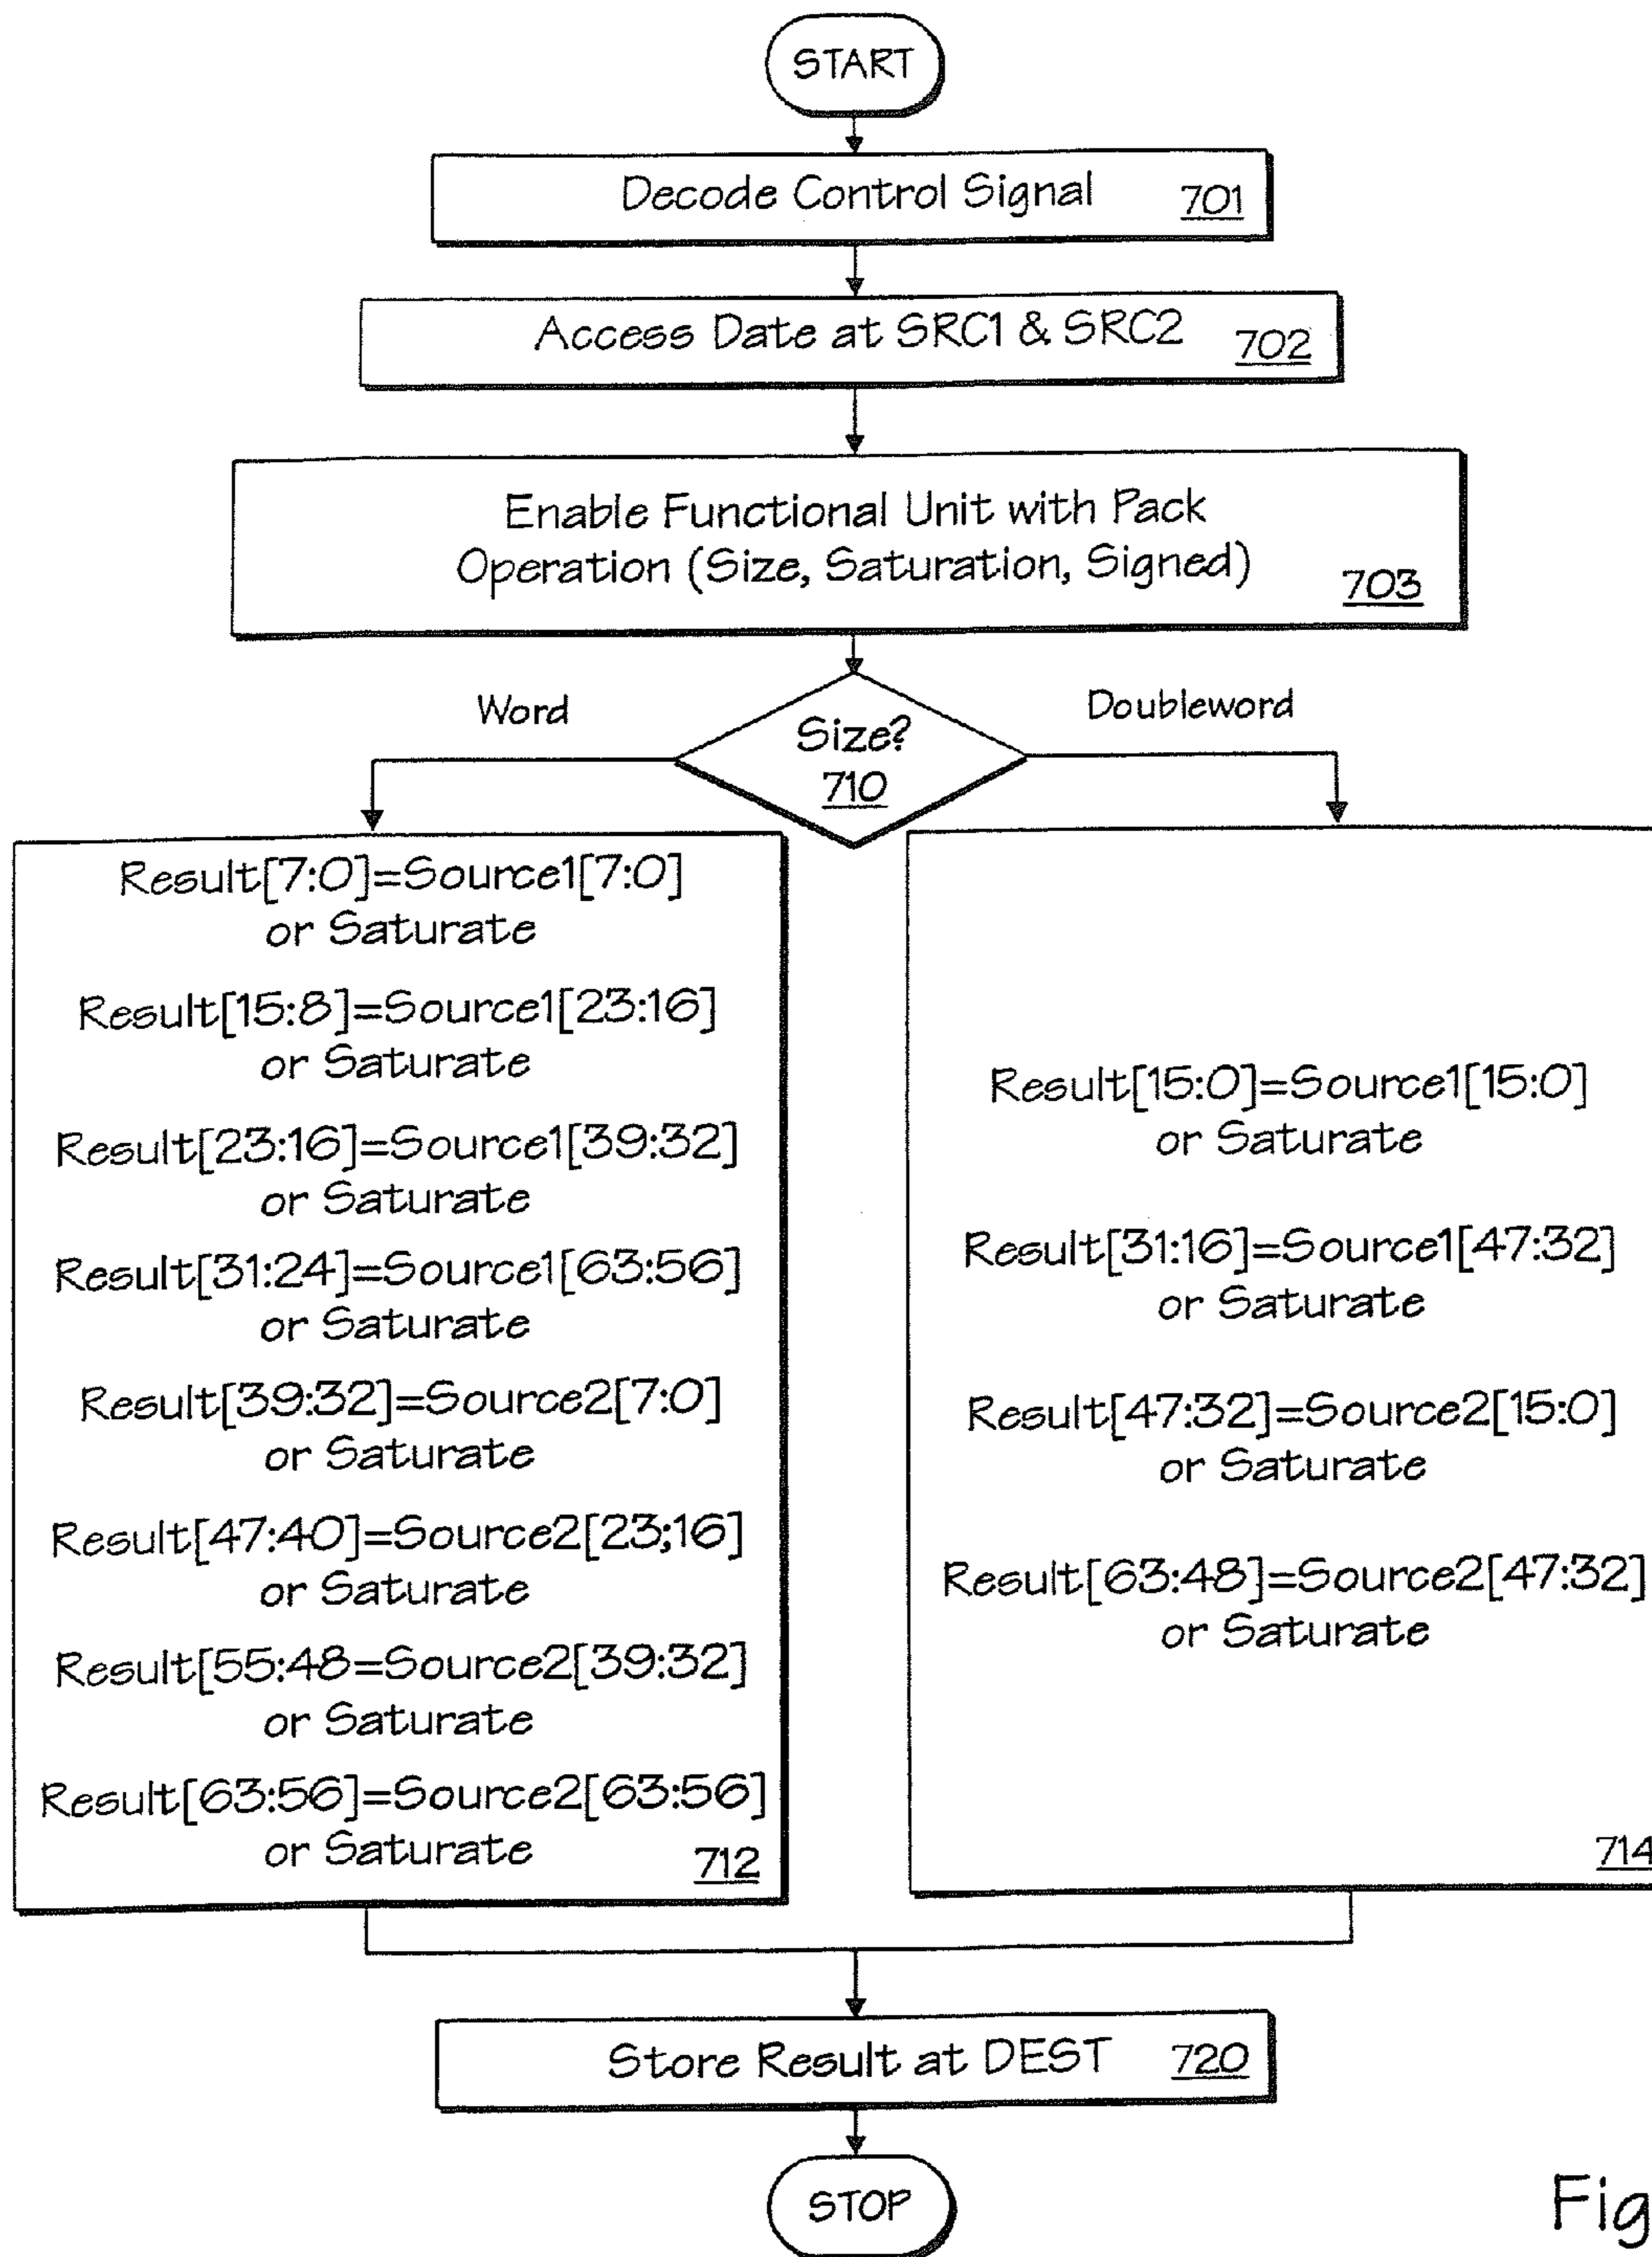 START
Decode Control Signal 701
Access Date at SRC1 & SRC2 702
Enable Functional Unit with Pack
Operation (Size, Saturation, Signed) 703
Word
Size?
710
Doubleword
Result[7:0]=Source1[7:0]
or Saturate
Result[15:8]=Source1[23:16]
or Saturate
Result[23:16]=Source1[39:32]
or Saturate
Result[31:24]=Source1[63:56]
or Saturate
Result[39:32]=Source2[7:0]
or Saturate
Result[47:40]=Source2[23;16]
or Saturate
Result[55:48=Source2[39:32]
or Saturate
Result[63:56]=Source2[63:56]
or Saturate
712
Result[15:0]=Source1[15:0]
or Saturate
Result[31:16]=Source1[47:32]
or Saturate
Result[47:32]=Source2[15:0]
or Saturate
Result[63:48]=Source2[47:32]
or Saturate
714
Store Result at DEST 720
STOP
Fig